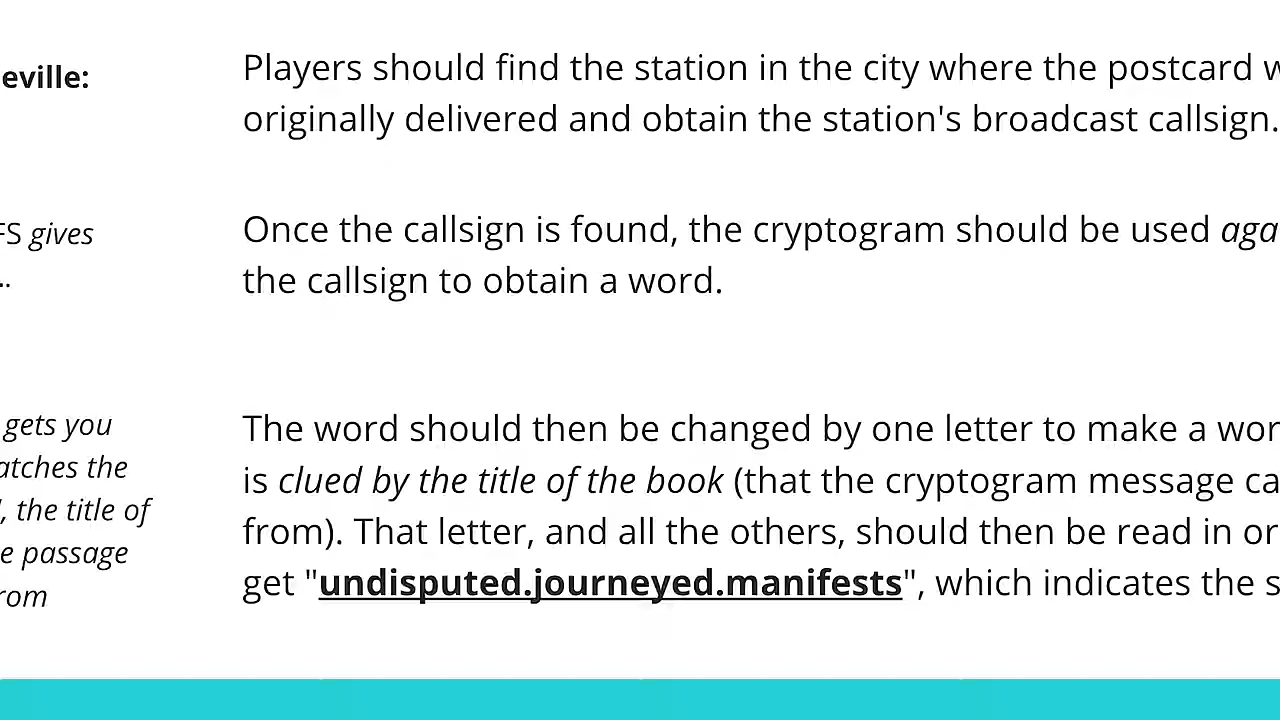 eville:
FS gives
..
gets you
atches the
, the title of
e passage
rom
Players should find the station in the city where the postcard w
originally delivered and obtain the station's broadcast callsign.
Once the callsign is found, the cryptogram should be used aga
the callsign to obtain a word.
The word should then be changed by one letter to make a wor
is clued by the title of the book (that the cryptogram message ca
from). That letter, and all the others, should then be read in or
get "undisputed.journeyed.manifests", which indicates the s